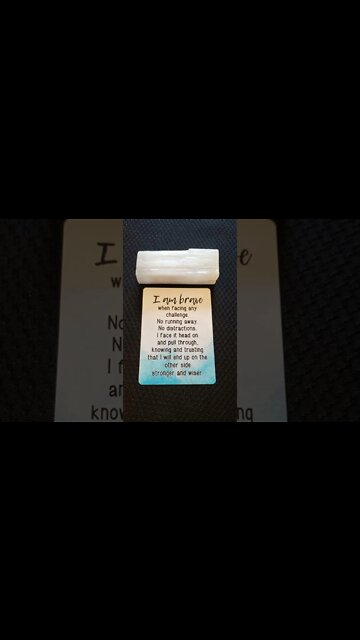 I am brave
when facing any
challenge.
No running away.
No distractions.
I face it head on
and pull through,
knowing and trusting
that I will end up on the
other side
stronger and wiser